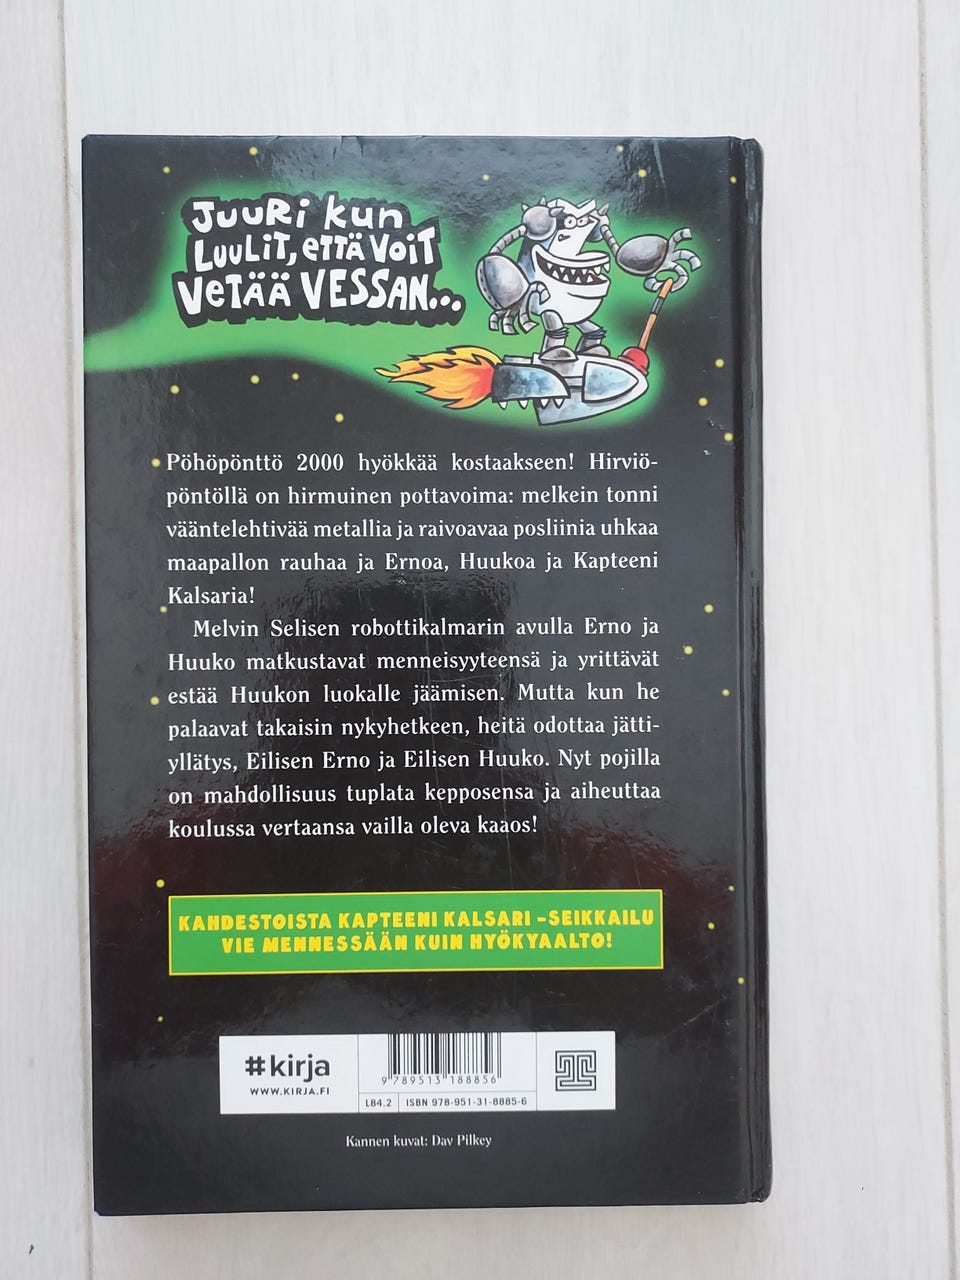 JUURi kun
LUULiT, ETTÄ VOIT
VETÄÄ VESSAN...
Pöhöpönttö 2000 hyökkää kostaakseen! Hirviö-
pöntöllä on hirmuinen pottavoima: melkein tonni
vääntelehtivää metallia ja raivoavaa posliinia uhkaa
maapallon rauhaa ja Ernoa, Huukoa ja Kapteeni
Kalsaria!
Melvin Selisen robottikalmarin avulla Erno ja
Huuko matkustavat menneisyyteensä ja yrittävät
estää Huukon luokalle jäämisen. Mutta kun he
palaavat takaisin nykyhetkeen, heitä odottaa jätti-
yllätys, Eilisen Erno ja Eilisen Huuko. Nyt pojilla
on mahdollisuus tuplata kepposensa ja aiheuttaa
koulussa vertaansa vailla oleva kaaos!
KAHDESTOISTA KAPTEENI KALSARI -SEIKKAILU
VIE MENNESSÄÄN KUIN HYÖKYAALTO!
#kirja
WWW.KIRJA.FI
9 789513 188856
L84.2 ISBN 978-951-31-8885-6
Kannen kuvat: Dav Pilkey